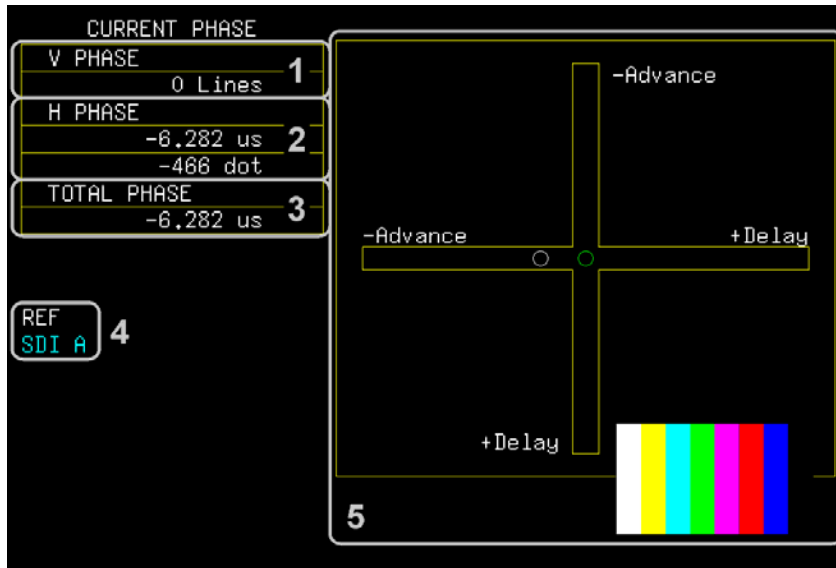 CURRENT PHASE
V PHASE
1
0 Lines
H PHASE
-6.282 us
2
-466 dot
TOTAL PHASE
-6.282 us
3
REF
SDI A
4
-Advance
-Advance
+Delay
+Delay
5